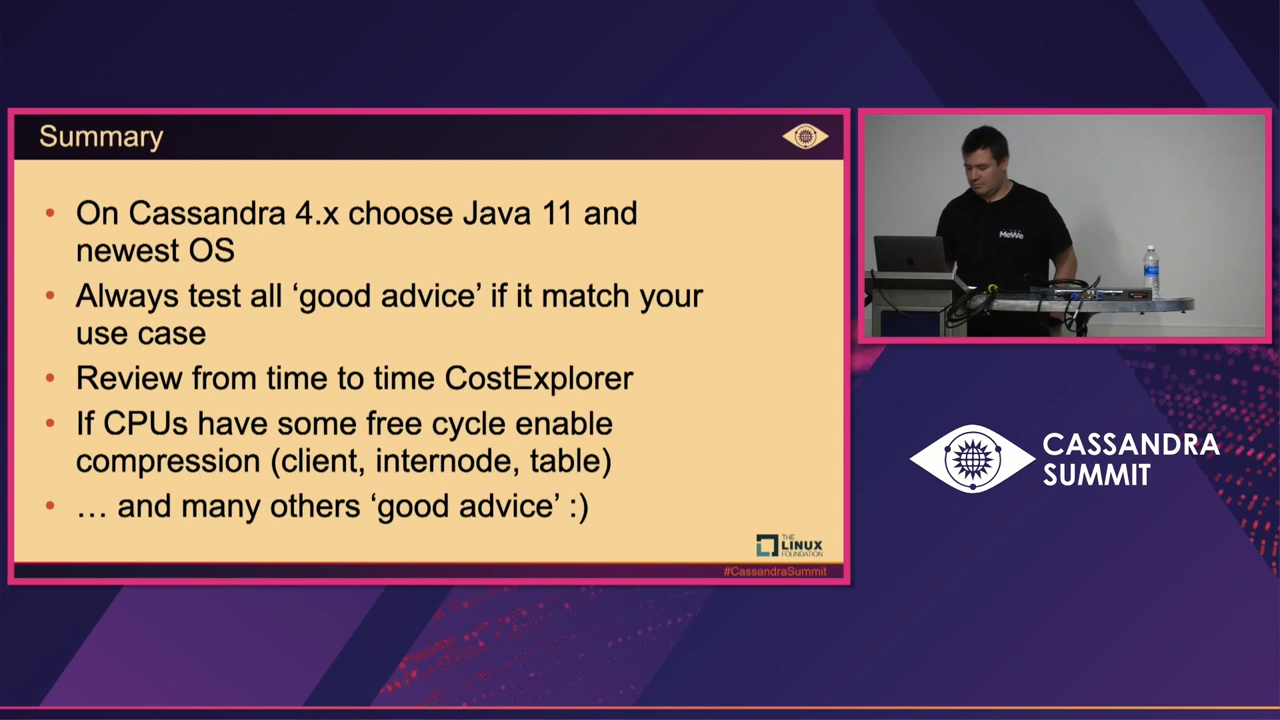 Summary
• On Cassandra 4.x choose Java 11 and
newest OS
• Always test all ‘good advice’ if it match your
use case
• Review from time to time CostExplorer
• If CPUs have some free cycle enable
compression (client, internode, table)
• … and many others ‘good advice’ :)
THE
LINUX
FOUNDATION
#CassandraSummit
MeWe
CASSANDRA
SUMMIT